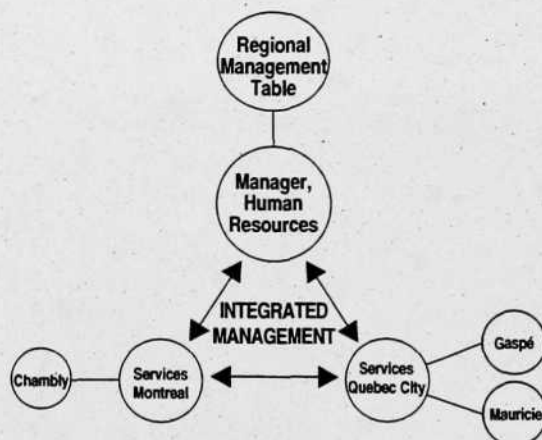 Regional
Management
Table
Manager,
Human
Resources
INTEGRATED
MANAGEMENT
Chambly
Services
Montreal
Services
Quebec City
Gaspé
Mauricie